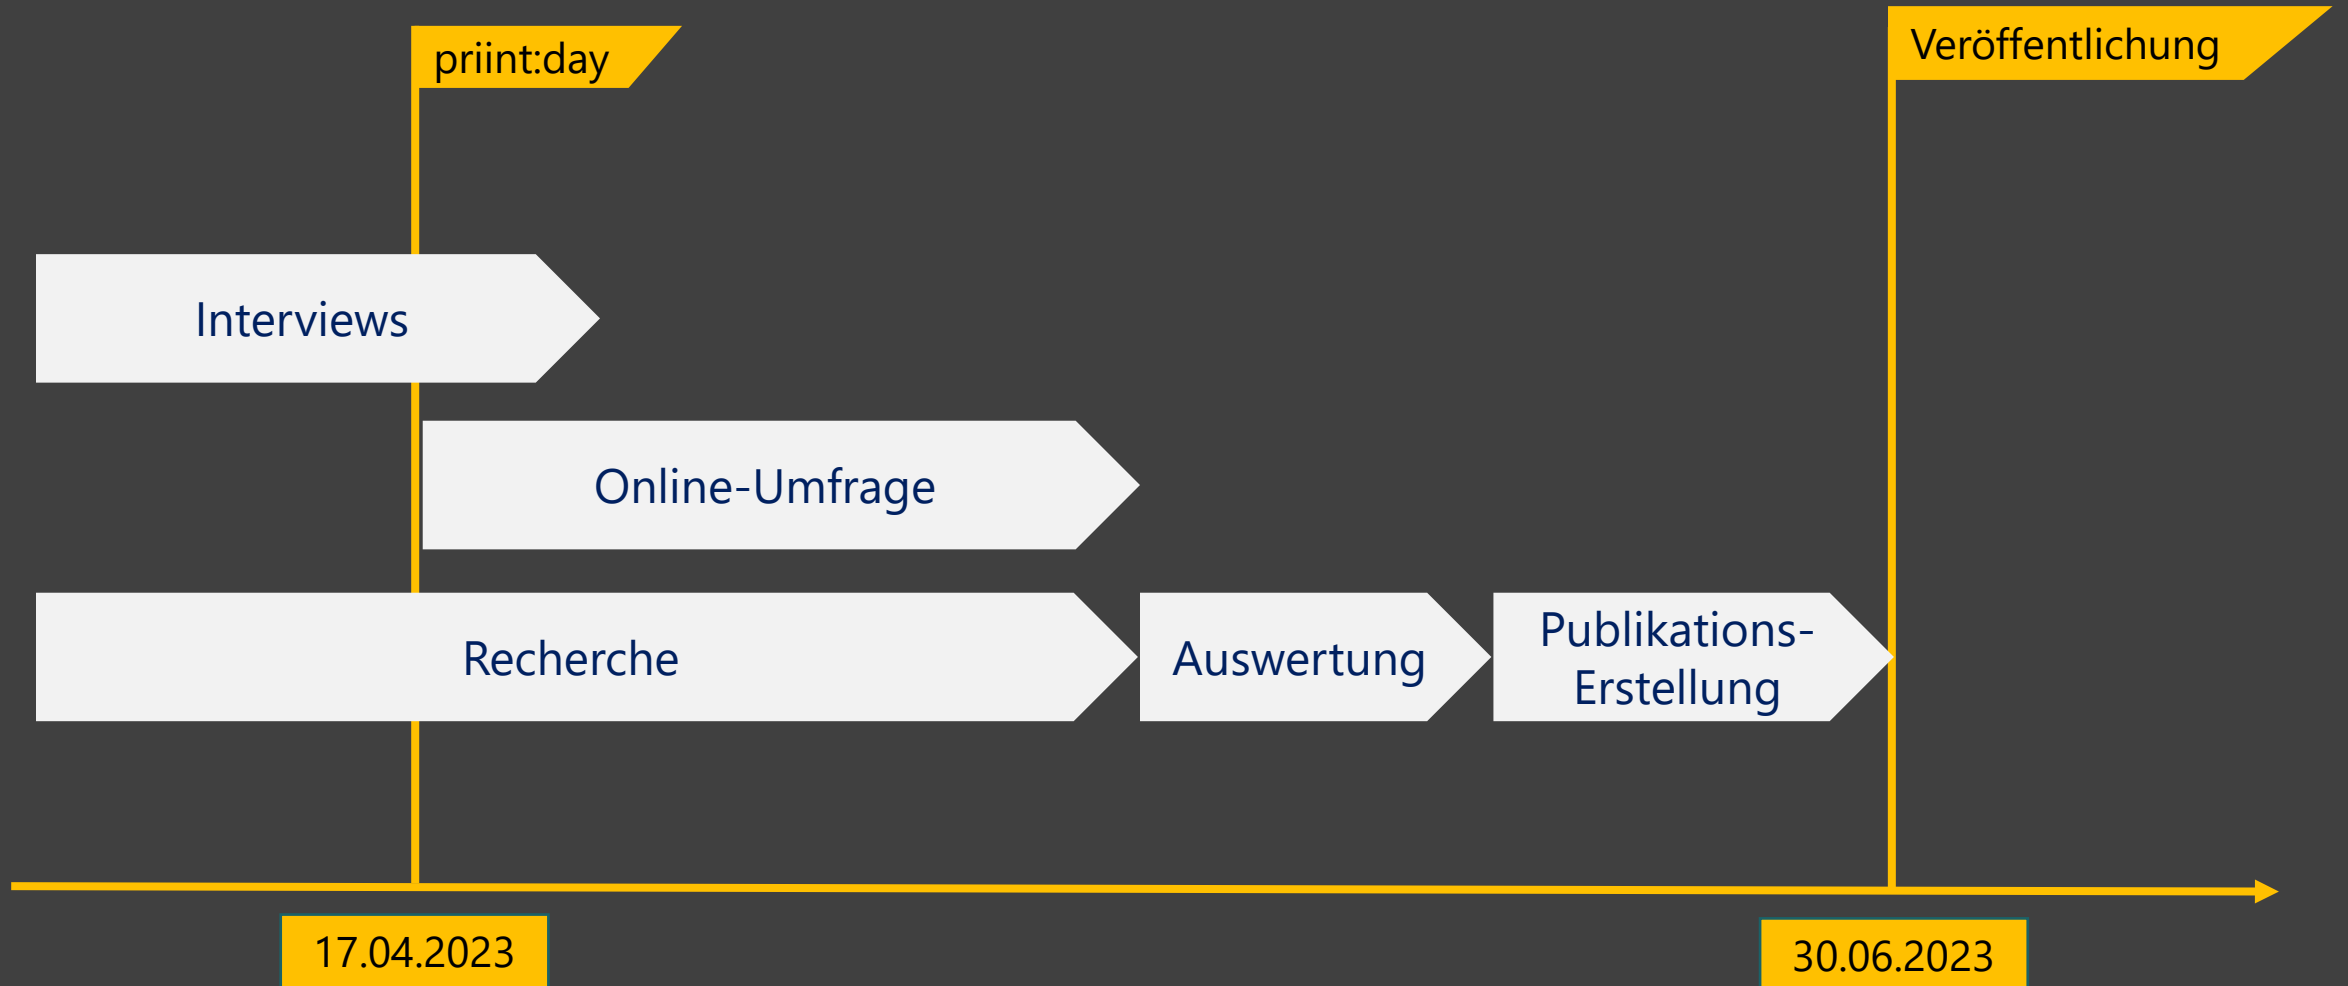 priint:day
Veröffentlichung
Interviews
Online-Umfrage
Recherche
Auswertung
Publikations-
Erstellung
17.04.2023
30.06.2023